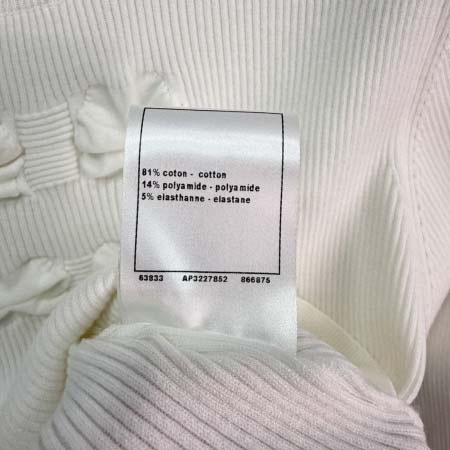 81% coton - cotton
14% polyamide - polyamide
5% elasthanne - elastane
63833 AP3227852 866875